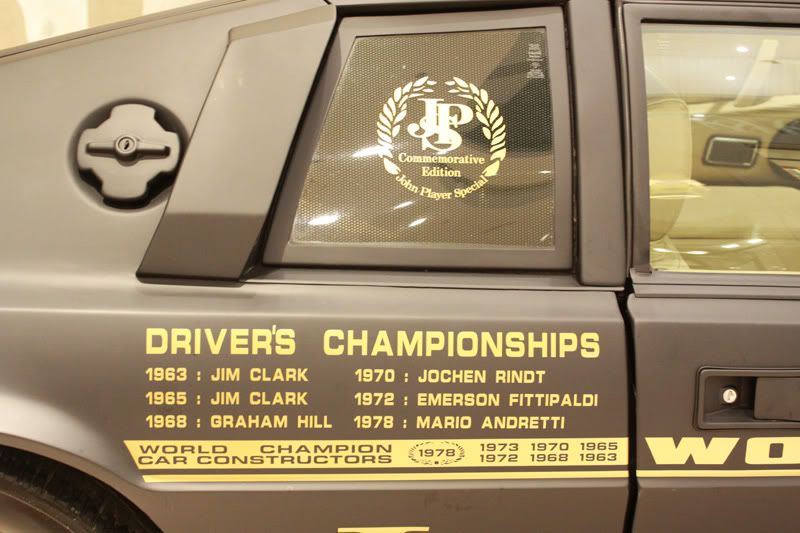 JPS
Commemorative
Edition
John Player Special
DRIVER'S CHAMPIONSHIPS
1963 : JIM CLARK 1970 : JOCHEN RINDT
1965 : JIM CLARK 1972 : EMERSON FITTIPALDI
1968 : GRAHAM HILL 1978 : MARIO ANDRETTI
WORLD CHAMPION
CAR CONSTRUCTORS
1978
1973 1970 1965
1972 1968 1963
WO